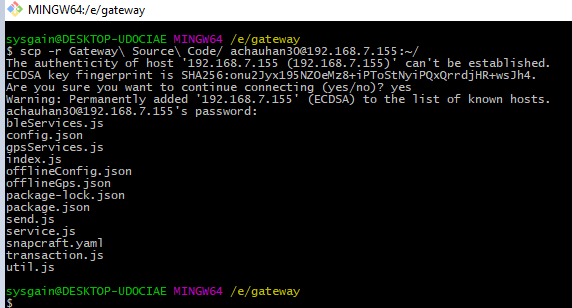 MINGW64:/e/gateway
sysgain@DESKTOP-UDOCIAE MINGW64 /e/gateway
$ scp -r Gateway\ Source\ Code/ achauhan30@192.168.7.155:~/
The authenticity of host '192.168.7.155 (192.168.7.155)' can't be established.
ECDSA key fingerprint is SHA256:onu2Jyx195NZOeMz8+iPToStNyiPQxQrrdjHR+wsJh4.
Are you sure you want to continue connecting (yes/no)? yes
Warning: Permanently added '192.168.7.155' (ECDSA) to the list of known hosts.
achauhan30@192.168.7.155's password:
bleServices.js
config.json
gpsServices.js
index.js
offlineConfig.json
offlineGps.json
package-lock.json
package.json
send.js
service.js
snapcraft.yaml
transaction.js
util.js
sysgain@DESKTOP-UDOCIAE MINGW64 /e/gateway
$